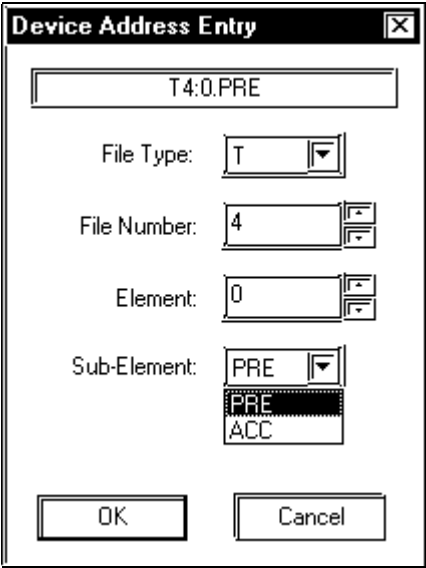 Device Address Entry
T4:0.PRE
File Type: T
File Number: 4
Element: 0
Sub-Element: PRE
PRE
ACC
OK Cancel